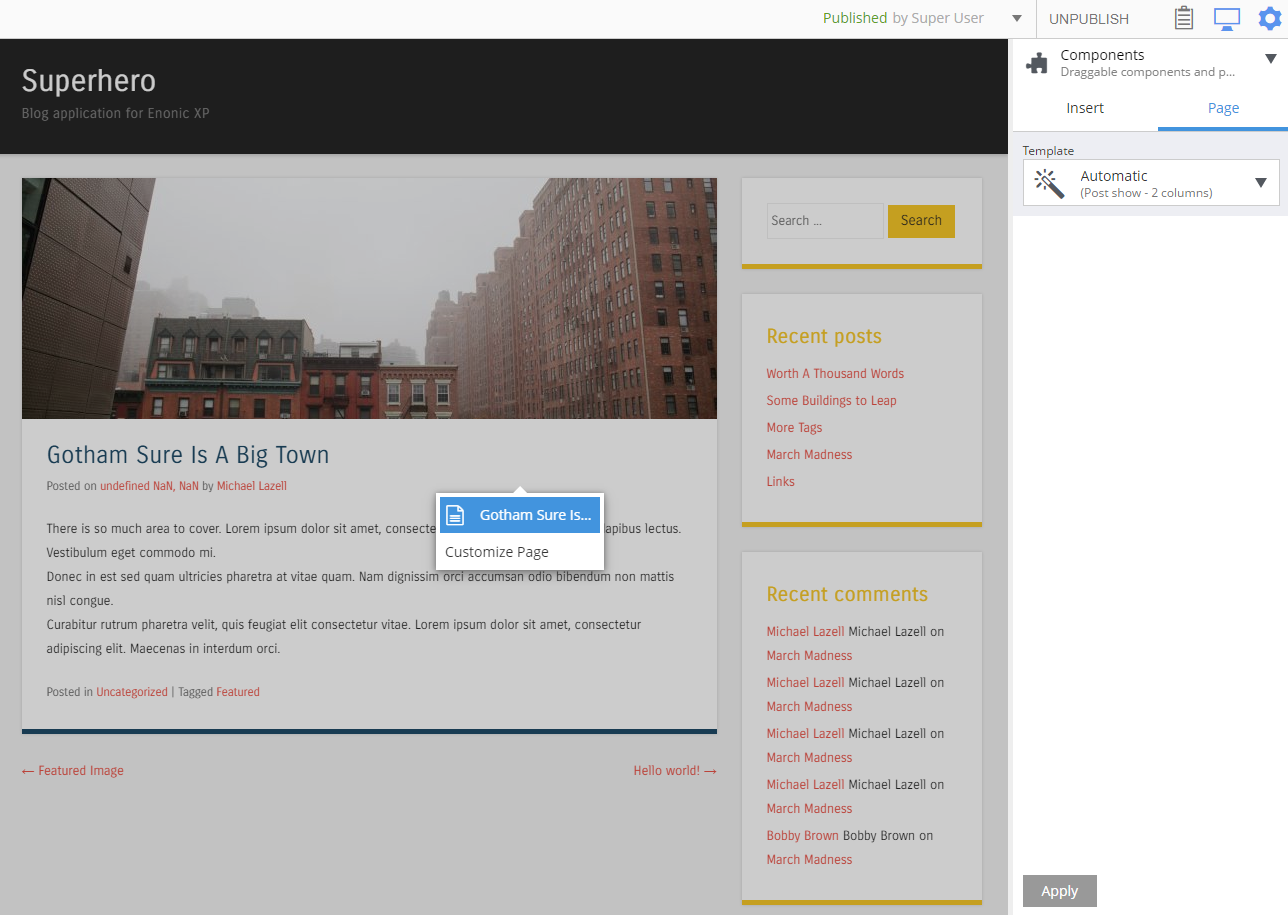 Published by Super User
UNPUBLISH
Superhero
Blog application for Enonic XP
Gotham Sure Is A Big Town
Posted on undefined NaN, NaN by Michael Lazell
There is so much area to cover. Lorem ipsum dolor sit amet, consecte apibus lectus.
Vestibulum eget commodo mi.
Donec in est sed quam ultricies pharetra at vitae quam. Nam dignissim orci accumsan odio bibendum non mattis
nisl congue.
Curabitur rutrum pharetra velit, quis feugiat elit consectetur vitae. Lorem ipsum dolor sit amet, consectetur
adipiscing elit. Maecenas in interdum orci.
Posted in Uncategorized | Tagged Featured
← Featured Image
Hello world! →
Gotham Sure Is...
Customize Page
Search ...
Search
Recent posts
Worth A Thousand Words
Some Buildings to Leap
More Tags
March Madness
Links
Recent comments
Michael Lazell Michael Lazell on
March Madness
Michael Lazell Michael Lazell on
March Madness
Michael Lazell Michael Lazell on
March Madness
Michael Lazell Michael Lazell on
March Madness
Bobby Brown Bobby Brown on
March Madness
Components
Draggable components and p...
Insert
Page
Template
Automatic
(Post show - 2 columns)
Apply